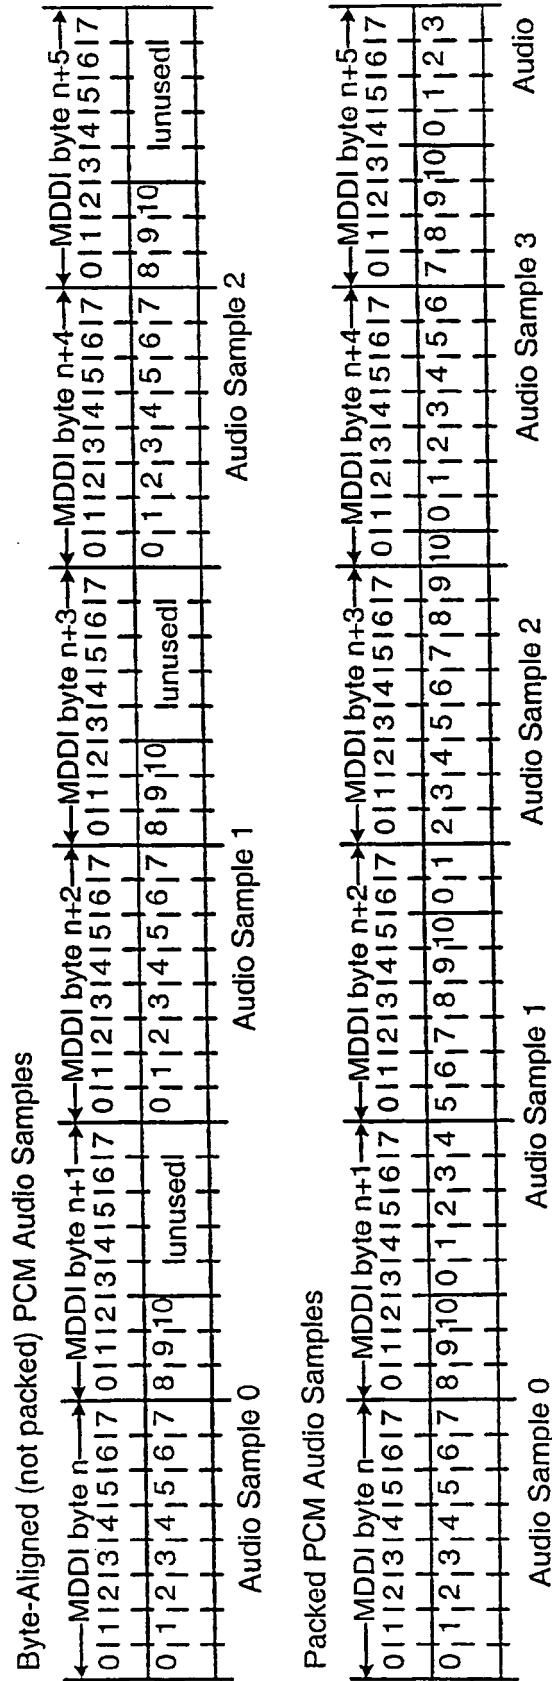 Byte-Aligned (not packed) PCM Audio Samples
MDDI byte n MDDI byte n+1 MDDI byte n+2 MDDI byte n+3 MDDI byte n+4 MDDI byte n+5
0|1|2|3|4|5|6|7 0|1|2|3|4|5|6|7 0|1|2|3|4|5|6|7 0|1|2|3|4|5|6|7 0|1|2|3|4|5|6|7 0|1|2|3|4|5|6|7
0|1|2|3|4|5|6|7 8|9|10 |unused| 0|1|2|3|4|5|6|7 8|9|10 |unused| 0|1|2|3|4|5|6|7 8|9|10 |unused|
Audio Sample 0 Audio Sample 1 Audio Sample 2
Packed PCM Audio Samples
MDDI byte n MDDI byte n+1 MDDI byte n+2 MDDI byte n+3 MDDI byte n+4 MDDI byte n+5
0|1|2|3|4|5|6|7 0|1|2|3|4|5|6|7 0|1|2|3|4|5|6|7 0|1|2|3|4|5|6|7 0|1|2|3|4|5|6|7 0|1|2|3|4|5|6|7
0|1|2|3|4|5|6|7 8|9|10 0|1|2|3|4 5|6|7|8|9|10 0|1 2|3|4|5|6|7|8|9 10 0|1|2|3|4|5|6 7|8|9|10 0|1|2|3
Audio Sample 0 Audio Sample 1 Audio Sample 2 Audio Sample 3 Audio